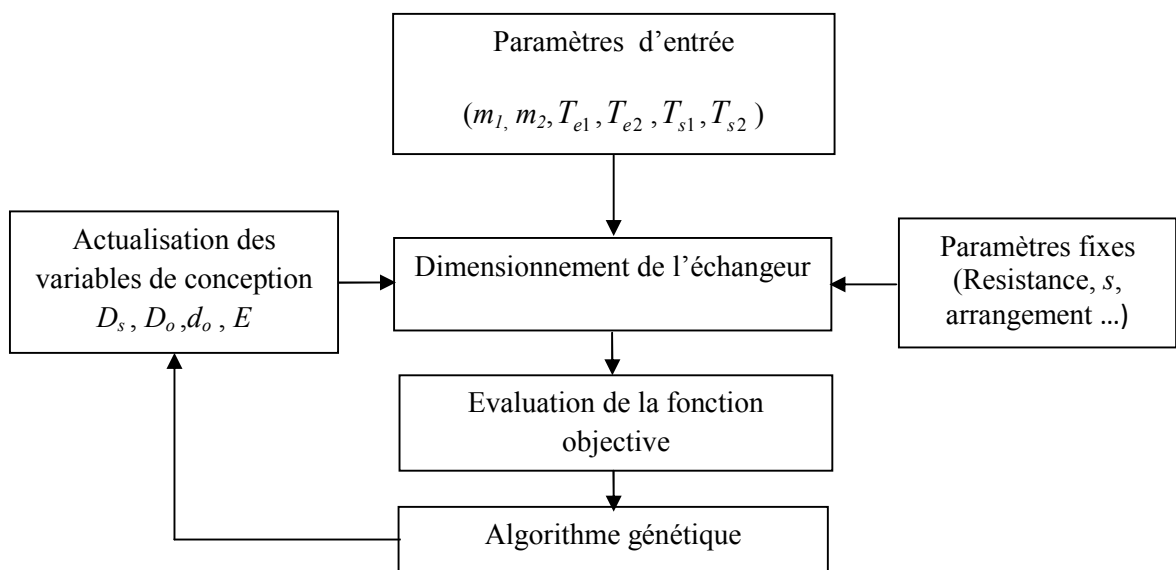 Paramètres d’entrée
(m1, m2, Te1, Te2, Ts1, Ts2)
Actualisation des
variables de conception
Ds, Do, do, E
Dimensionnement de l’échangeur
Paramètres fixes
(Resistance, s,
arrangement ...)
Evaluation de la fonction
objective
Algorithme génétique